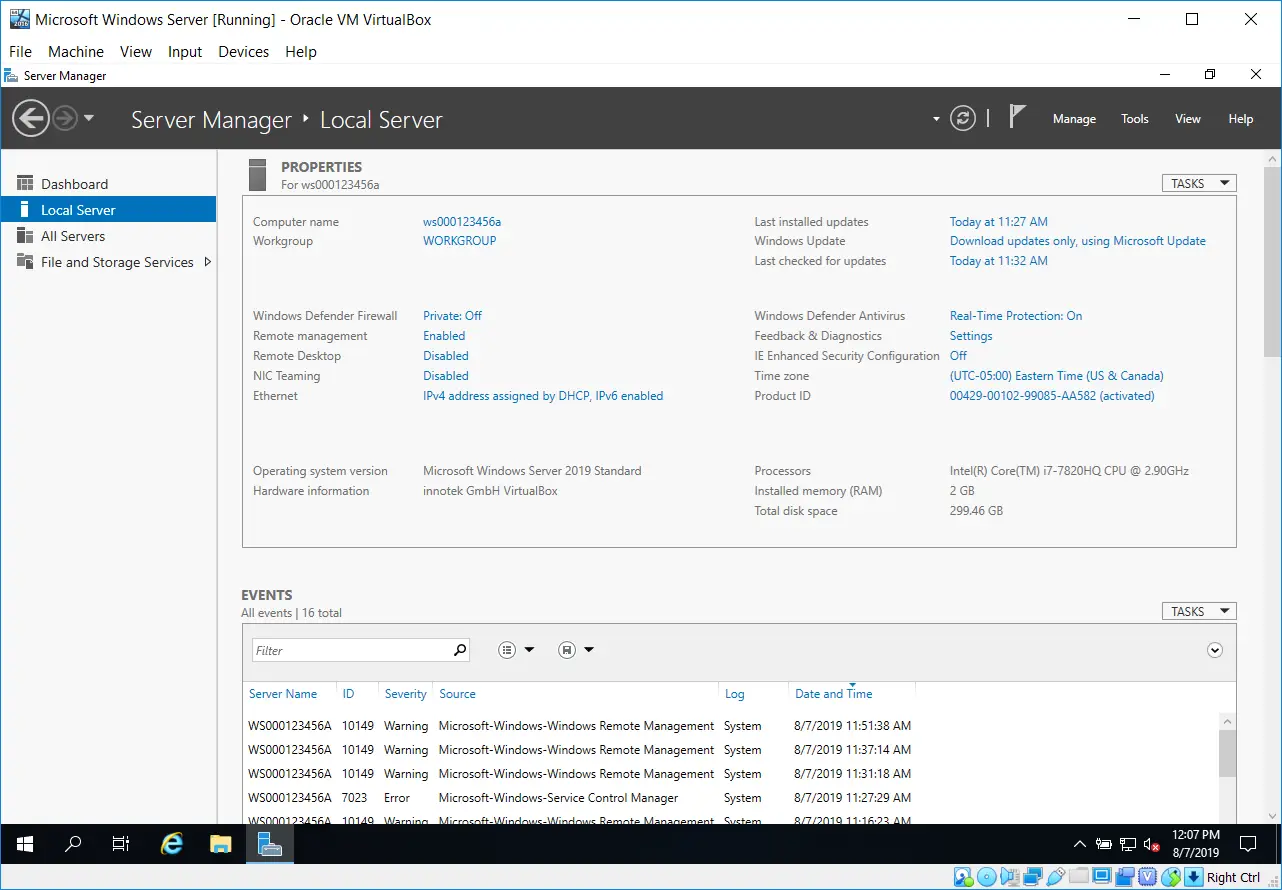 Microsoft Windows Server [Running] - Oracle VM VirtualBox
File Machine View Input Devices Help
Server Manager
Server Manager ‣ Local Server
Manage Tools View Help
Dashboard
Local Server
All Servers
File and Storage Services
PROPERTIES
For ws000123456a
TASKS
Computer name ws000123456a
Workgroup WORKGROUP
Last installed updates Today at 11:27 AM
Windows Update Download updates only, using Microsoft Update
Last checked for updates Today at 11:32 AM
Windows Defender Firewall Private: Off
Remote management Enabled
Remote Desktop Disabled
NIC Teaming Disabled
Ethernet IPv4 address assigned by DHCP, IPv6 enabled
Windows Defender Antivirus Real-Time Protection: On
Feedback & Diagnostics Settings
IE Enhanced Security Configuration Off
Time zone (UTC-05:00) Eastern Time (US & Canada)
Product ID 00429-00102-99085-AA582 (activated)
Operating system version Microsoft Windows Server 2019 Standard
Hardware information innotek GmbH VirtualBox
Processors Intel(R) Core(TM) i7-7820HQ CPU @ 2.90GHz
Installed memory (RAM) 2 GB
Total disk space 299.46 GB
EVENTS
All events | 16 total
TASKS
Filter
Server Name ID Severity Source Log Date and Time
WS000123456A 10149 Warning Microsoft-Windows-Windows Remote Management System 8/7/2019 11:51:38 AM
WS000123456A 10149 Warning Microsoft-Windows-Windows Remote Management System 8/7/2019 11:37:14 AM
WS000123456A 10149 Warning Microsoft-Windows-Windows Remote Management System 8/7/2019 11:31:18 AM
WS000123456A 7023 Error Microsoft-Windows-Service Control Manager System 8/7/2019 11:27:29 AM
WS000123456A 10149 Warning Microsoft-Windows-Windows Remote Management System 8/7/2019 11:16:23 AM
12:07 PM
8/7/2019
Right Ctrl